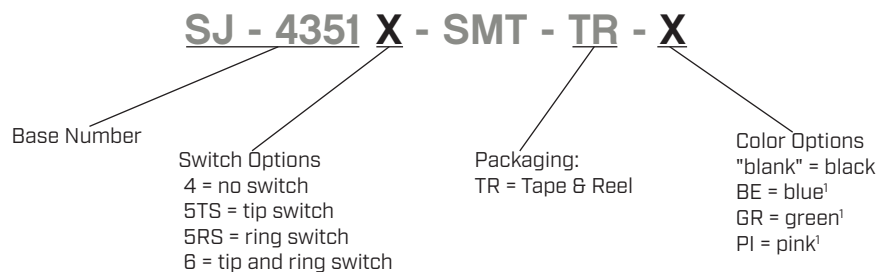 SJ - 4351 X - SMT - TR - X
Base Number
Switch Options
4 = no switch
5TS = tip switch
5RS = ring switch
6 = tip and ring switch
Packaging:
TR = Tape & Reel
Color Options
"blank" = black
BE = blue¹
GR = green¹
PI = pink¹